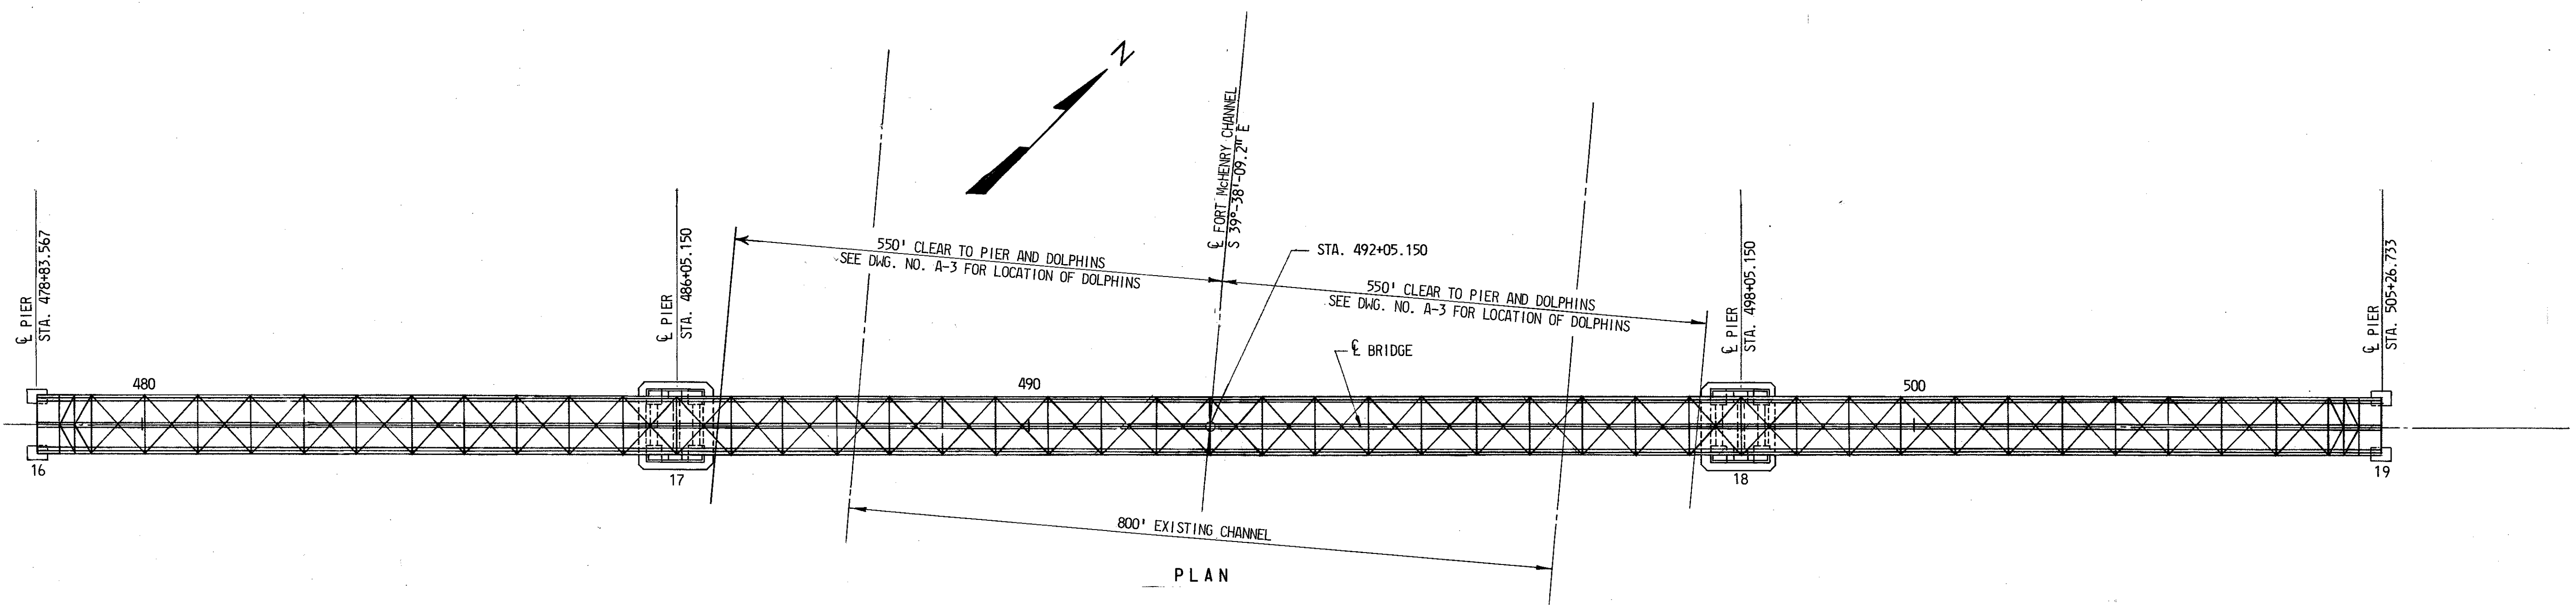 N
℄ FORT McHENRY CHANNEL
S 39°-38'-09.2" E
℄ PIER
STA. 478+83.567
℄ PIER
STA. 486+05.150
550' CLEAR TO PIER AND DOLPHINS
SEE DWG. NO. A-3 FOR LOCATION OF DOLPHINS
STA. 492+05.150
550' CLEAR TO PIER AND DOLPHINS
SEE DWG. NO. A-3 FOR LOCATION OF DOLPHINS
℄ BRIDGE
℄ PIER
STA. 498+05.150
℄ PIER
STA. 505+26.733
480
490
500
16
17
18
19
800' EXISTING CHANNEL
PLAN